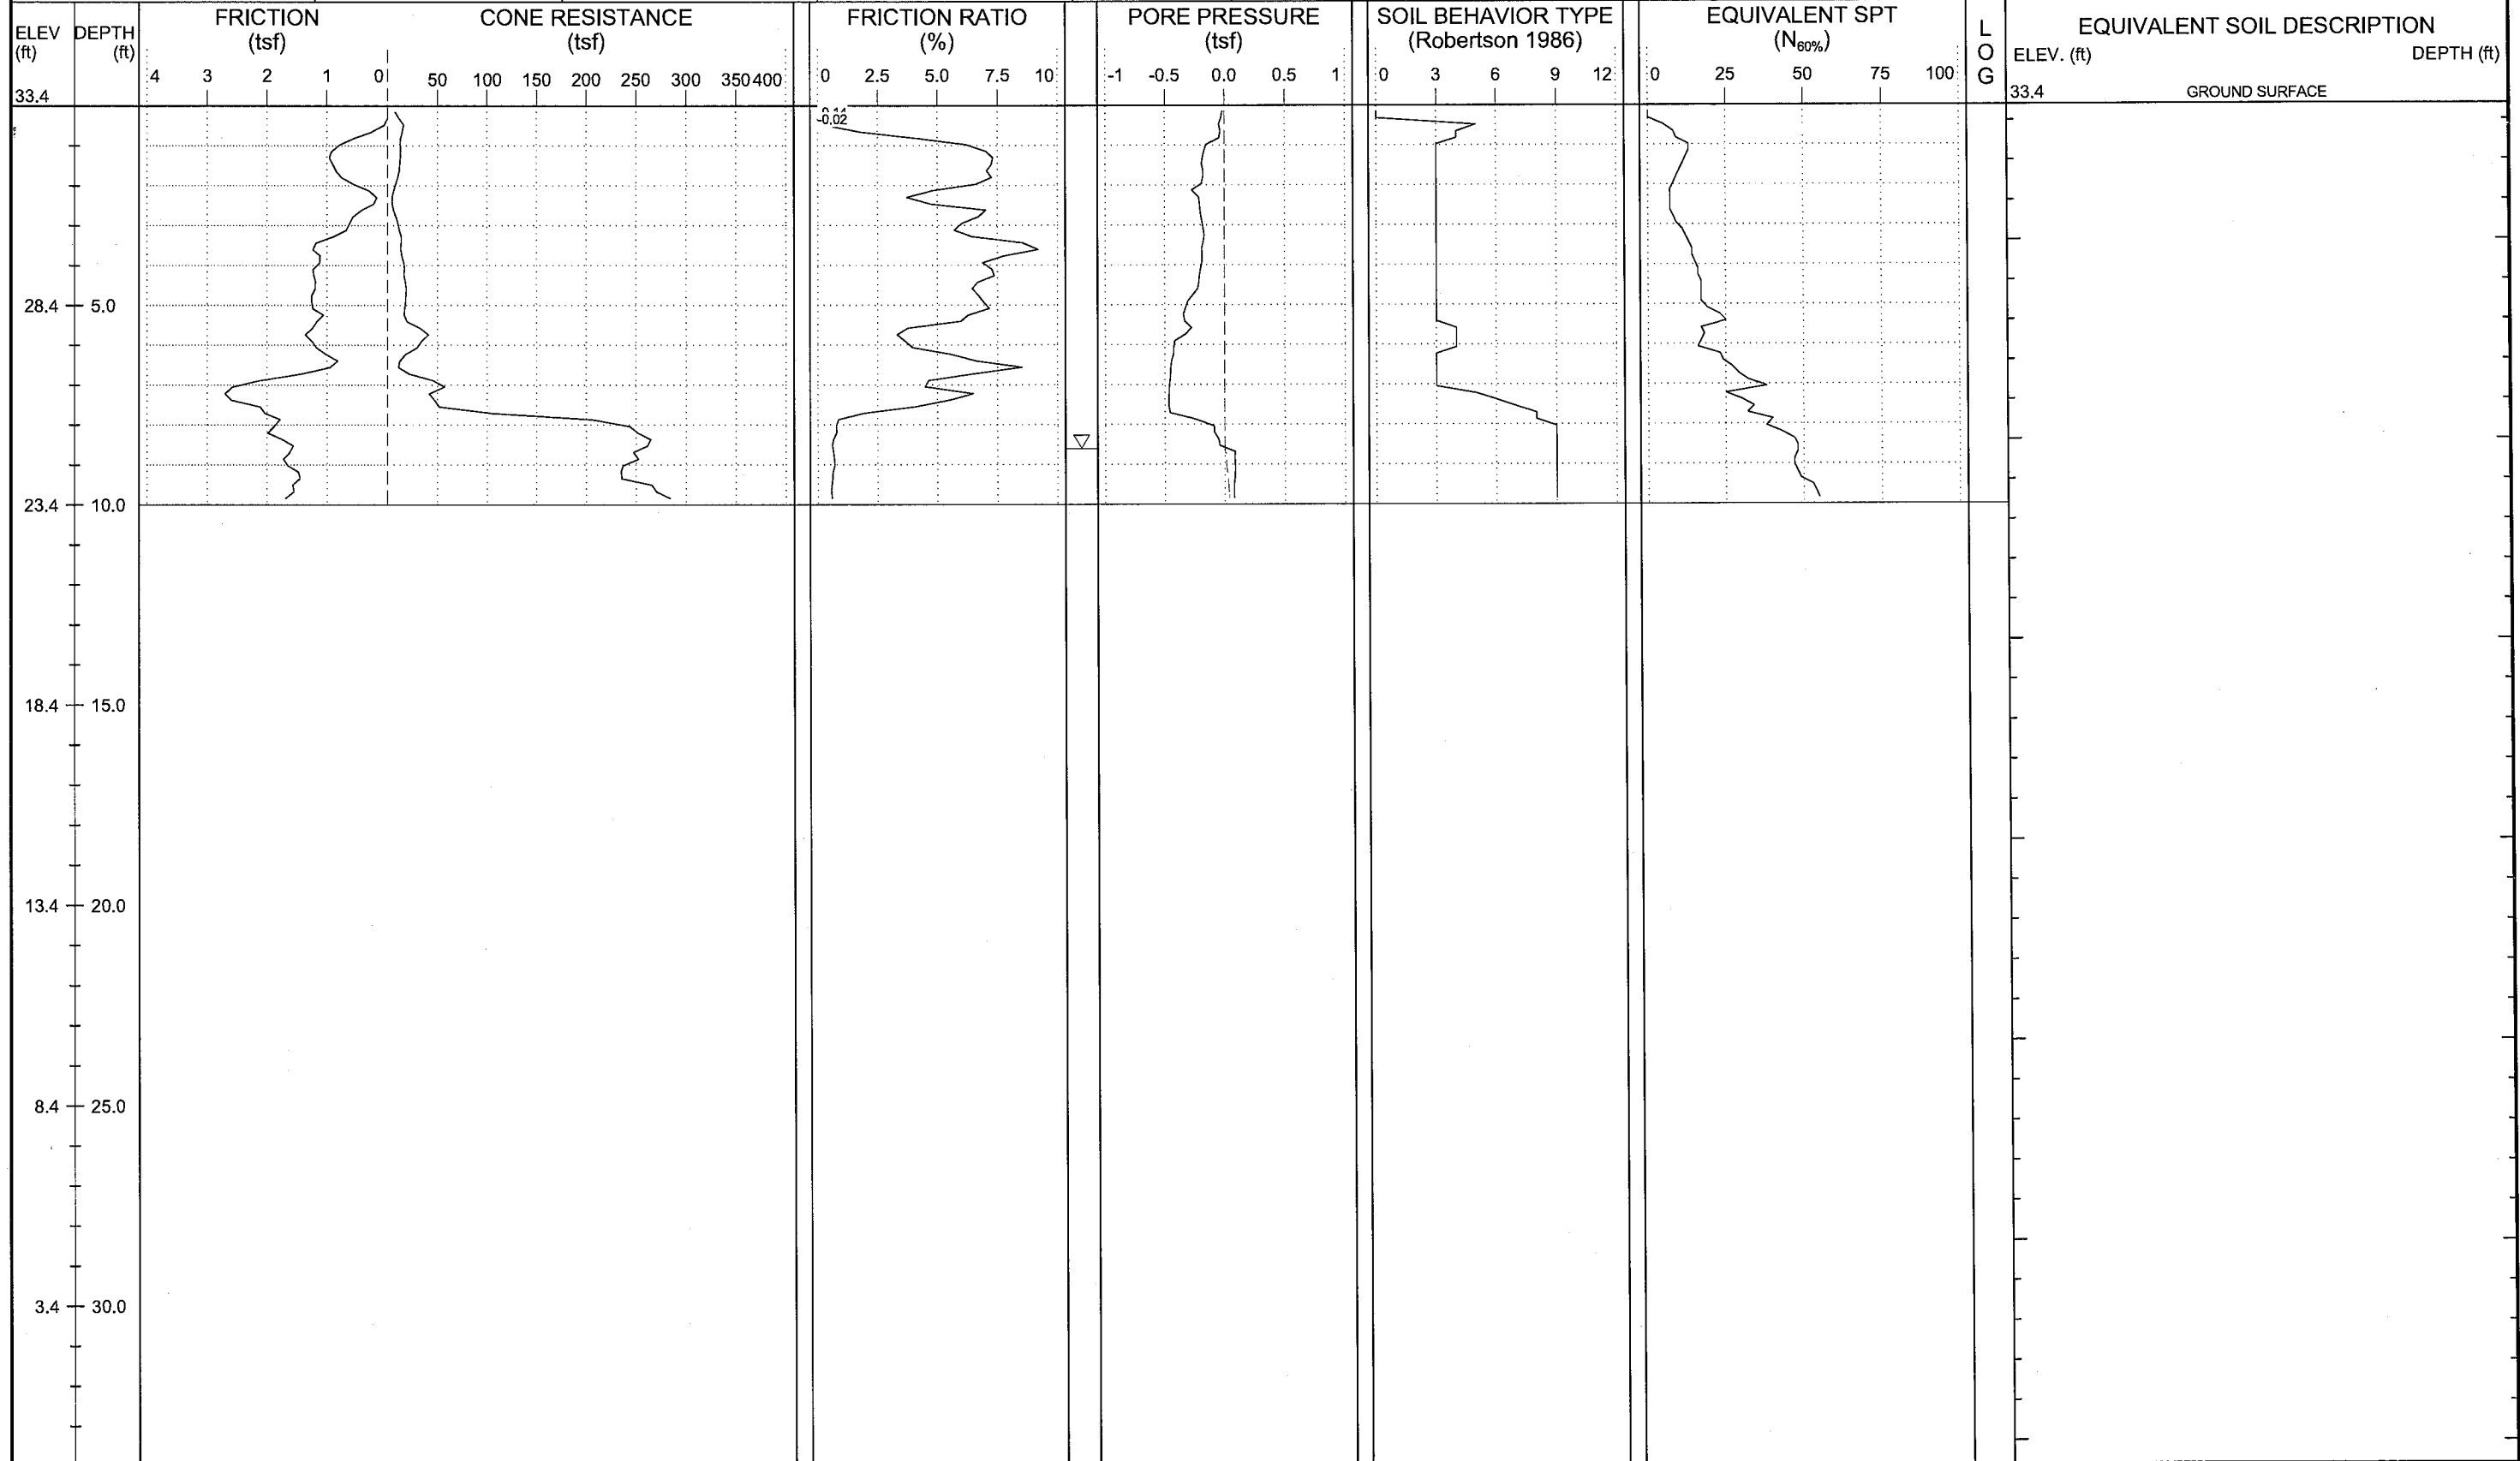 ELEV
(ft)
DEPTH
(ft)
FRICTION
(tsf)
CONE RESISTANCE
(tsf)
FRICTION RATIO
(%)
PORE PRESSURE
(tsf)
SOIL BEHAVIOR TYPE
(Robertson 1986)
EQUIVALENT SPT
(N60%)
L
O
G
EQUIVALENT SOIL DESCRIPTION
ELEV. (ft) DEPTH (ft)
4 3 2 1 0 50 100 150 200 250 300 350 400
0 2.5 5.0 7.5 10
-1 -0.5 0.0 0.5 1
0 3 6 9 12
0 25 50 75 100
33.4
33.4 GROUND SURFACE
-0.02
28.4 5.0
23.4 10.0
18.4 15.0
13.4 20.0
8.4 25.0
3.4 30.0